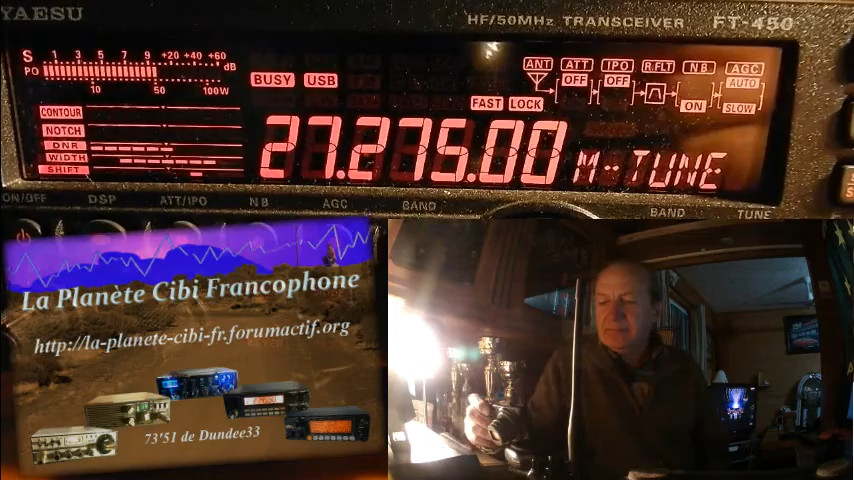 YAESU HF/50MHz TRANSCEIVER FT-450
S 1 3 5 7 9 +20 +40 +60 dB
PO 10 50 100W
BUSY USB
ANT ATT IPO R.FLT NB AGC
OFF OFF AUTO
ON SLOW
FAST LOCK
CONTOUR
NOTCH
DNR
WIDTH
SHIFT
27.275.00 M-TUNE
ON/OFF DSP ATT/IPO NB AGC BAND BAND TUNE
La Planète Cibi Francophone
http://la-planete-cibi-fr.forumactif.org
73'51 de Dundee33